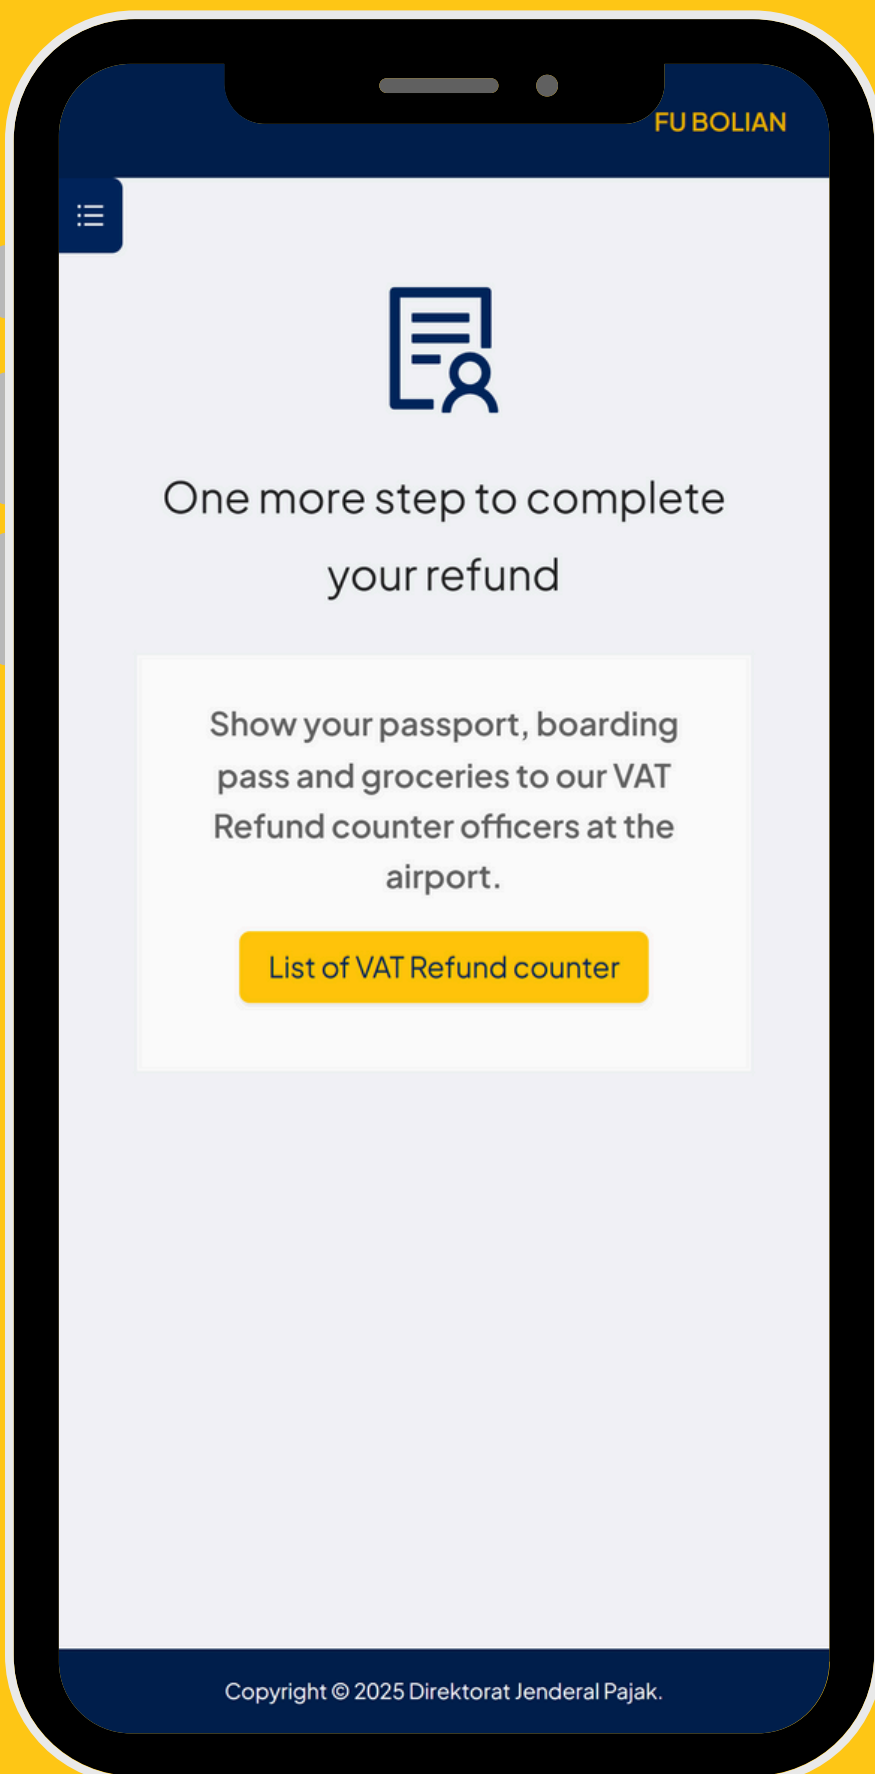 FU BOLIAN
One more step to complete
your refund
Show your passport, boarding
pass and groceries to our VAT
Refund counter officers at the
airport.
List of VAT Refund counter
Copyright © 2025 Direktorat Jenderal Pajak.